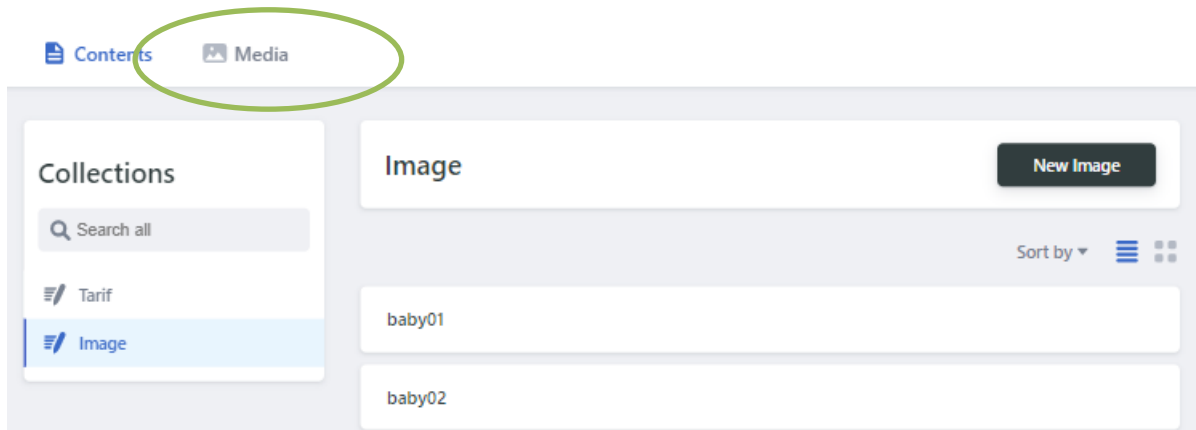 Contents Media
Collections
Search all
Tarif
Image
Image
New Image
Sort by
baby01
baby02